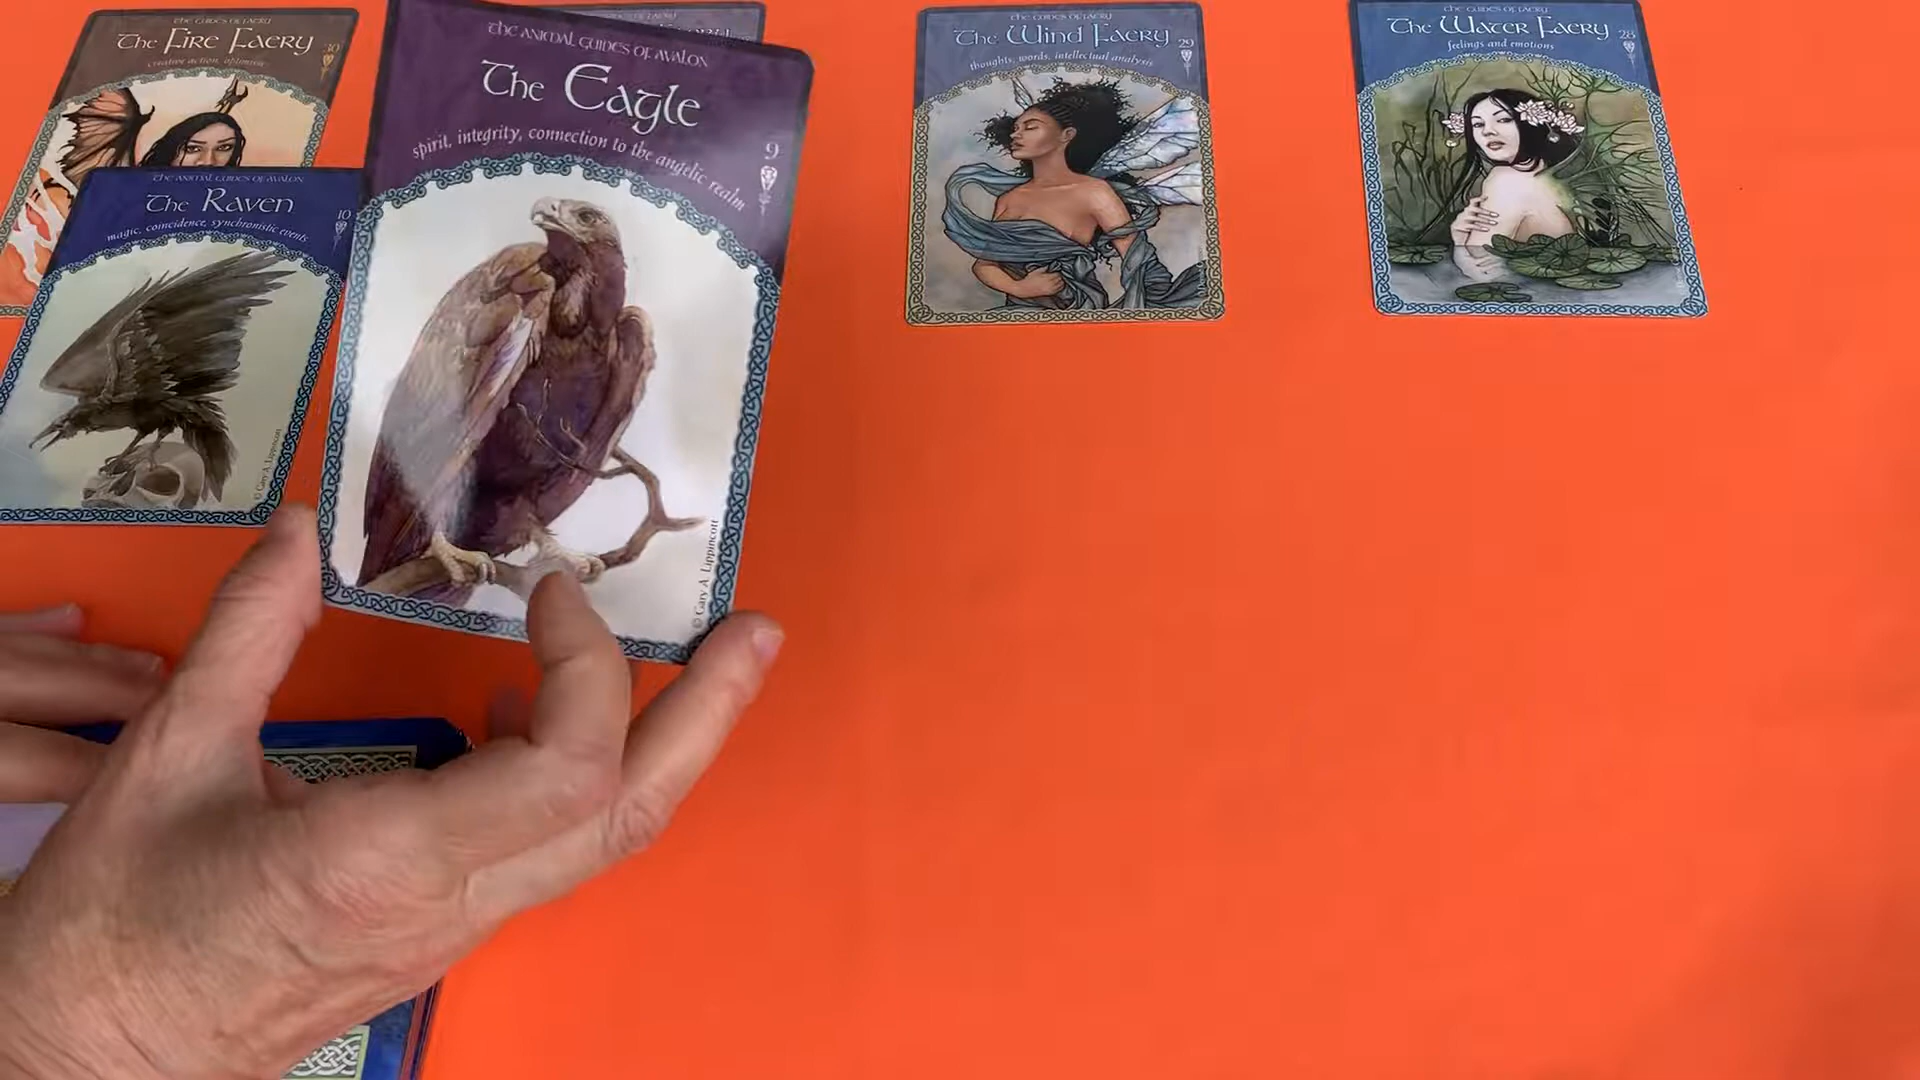 THE GUIDES OF FAERY
The Fire Faery
30
creative action, optimism
THE ANIMAL GUIDES OF AVALON
The Raven
10
magic, coincidence, synchronistic events
© Gary A. Lippincott
THE ANIMAL GUIDES OF AVALON
The Eagle
spirit, integrity, connection to the angelic realm
9
© Gary A. Lippincott
THE GUIDES OF FAERY
The Wind Faery
29
thoughts, words, intellectual analysis
THE GUIDES OF FAERY
The Water Faery
28
feelings and emotions